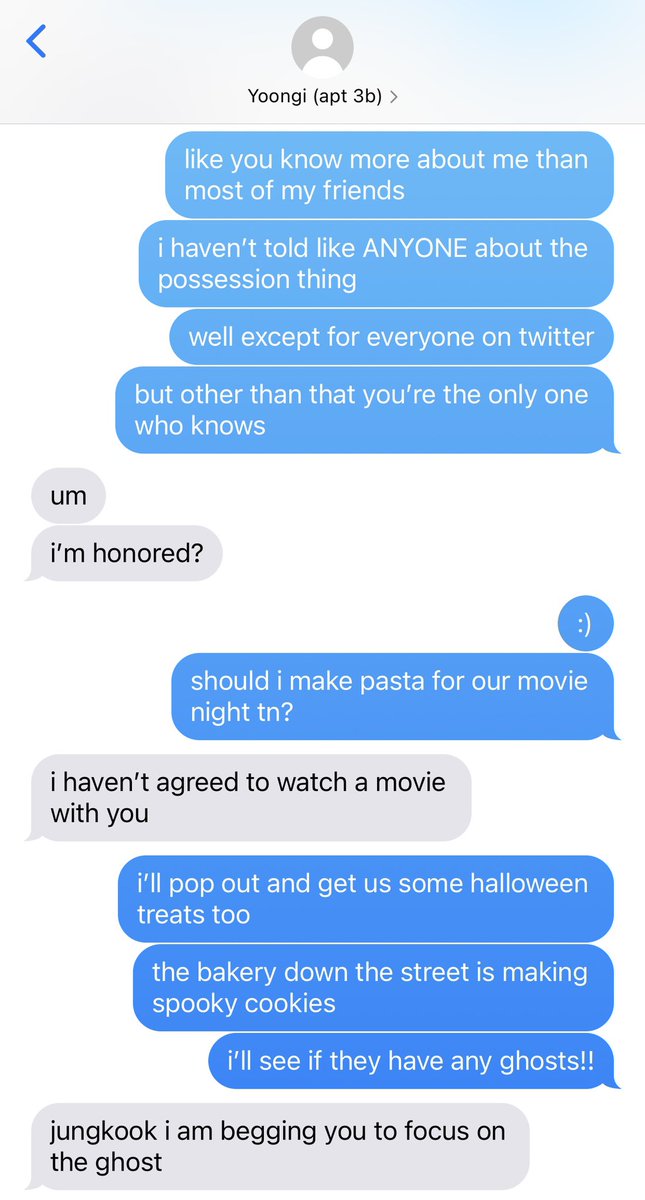 Yoongi (apt 3b)
like you know more about me than
most of my friends
i haven’t told like ANYONE about the
possession thing
well except for everyone on twitter
but other than that you’re the only one
who knows
um
i’m honored?
:)
should i make pasta for our movie
night tn?
i haven’t agreed to watch a movie
with you
i’ll pop out and get us some halloween
treats too
the bakery down the street is making
spooky cookies
i’ll see if they have any ghosts!!
jungkook i am begging you to focus on
the ghost